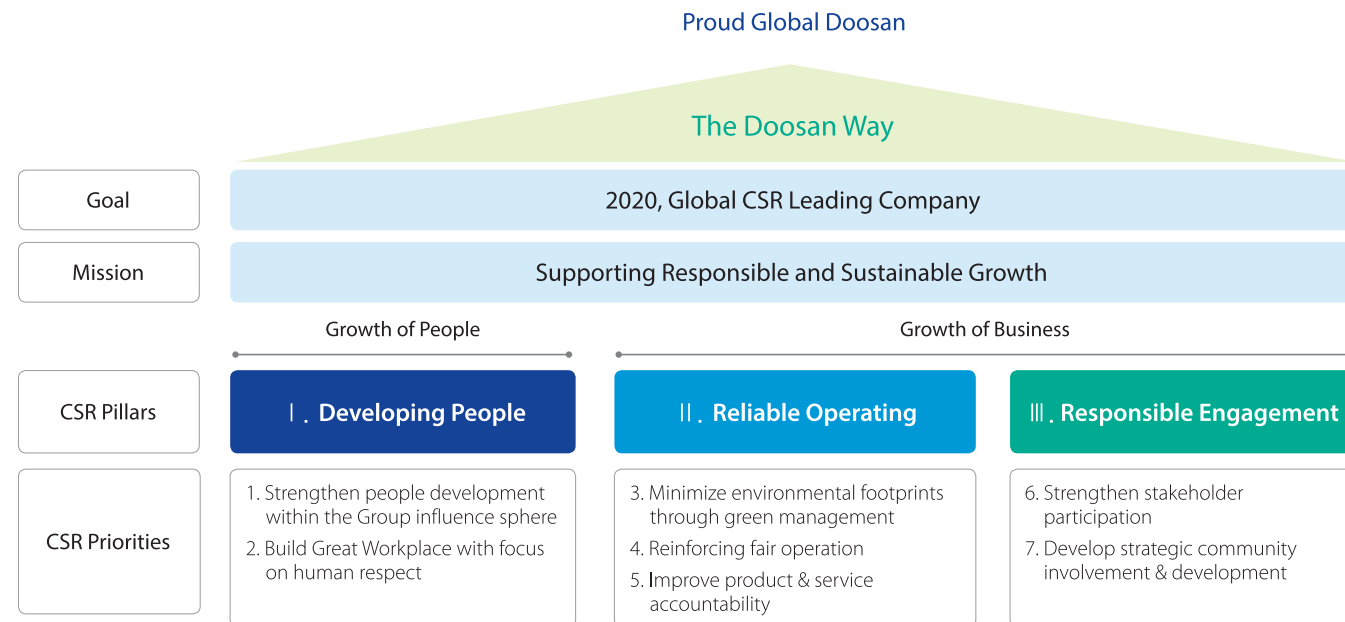 Proud Global Doosan
The Doosan Way
Goal
2020, Global CSR Leading Company
Mission
Supporting Responsible and Sustainable Growth
Growth of People
Growth of Business
CSR Pillars
Ⅰ. Developing People
Ⅱ. Reliable Operating
Ⅲ. Responsible Engagement
CSR Priorities
1. Strengthen people development
within the Group influence sphere
2. Build Great Workplace with focus
on human respect
3. Minimize environmental footprints
through green management
4. Reinforcing fair operation
5. Improve product & service
accountability
6. Strengthen stakeholder
participation
7. Develop strategic community
involvement & development